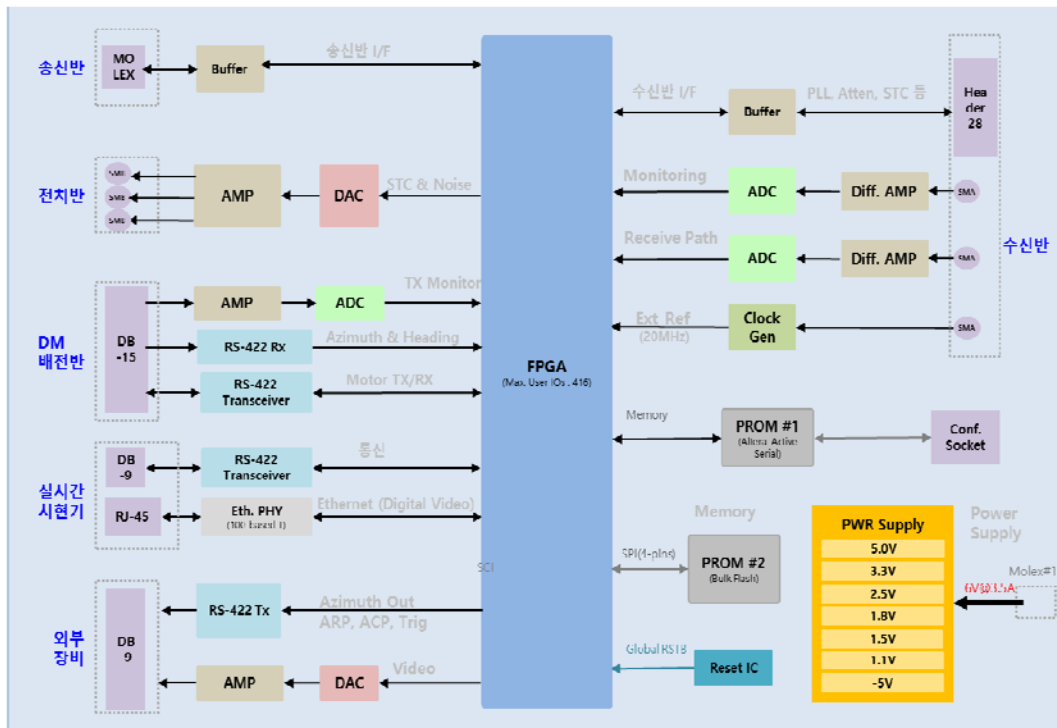 송신반
MO
LEX
Buffer
송신반 I/F
전치반
SMB
SMB
SMB
AMP
DAC
STC & Noise
DM
배전반
DB
-15
AMP
ADC
TX Monitor
RS-422 Rx
Azimuth & Heading
RS-422
Transceiver
Motor TX/RX
실시간
시현기
DB
-9
RS-422
Transceiver
통신
RJ-45
Eth. PHY
Ethernet (Digital Video)
외부
장비
DB
9
RS-422 Tx
Azimuth Out
ARP, ACP, Trig
AMP
DAC
Video
FPGA
(Max. User IOs : 416)
수신반 I/F
Buffer
PLL, Atten, STC 등
Hea
der
28
수신반
Monitoring
ADC
Diff. AMP
SMA
Receive Path
ADC
Diff. AMP
SMA
Ext Ref
(20MHz)
Clock
Gen
SMA
Memory
PROM #1
(Altera Active
Serial)
Conf.
Socket
Memory
SPI(4-pins)
PROM #2
Global RSTB
Reset IC
PWR Supply
5.0V
3.3V
2.5V
1.8V
1.5V
1.1V
-5V
Power
Supply
Molex#1